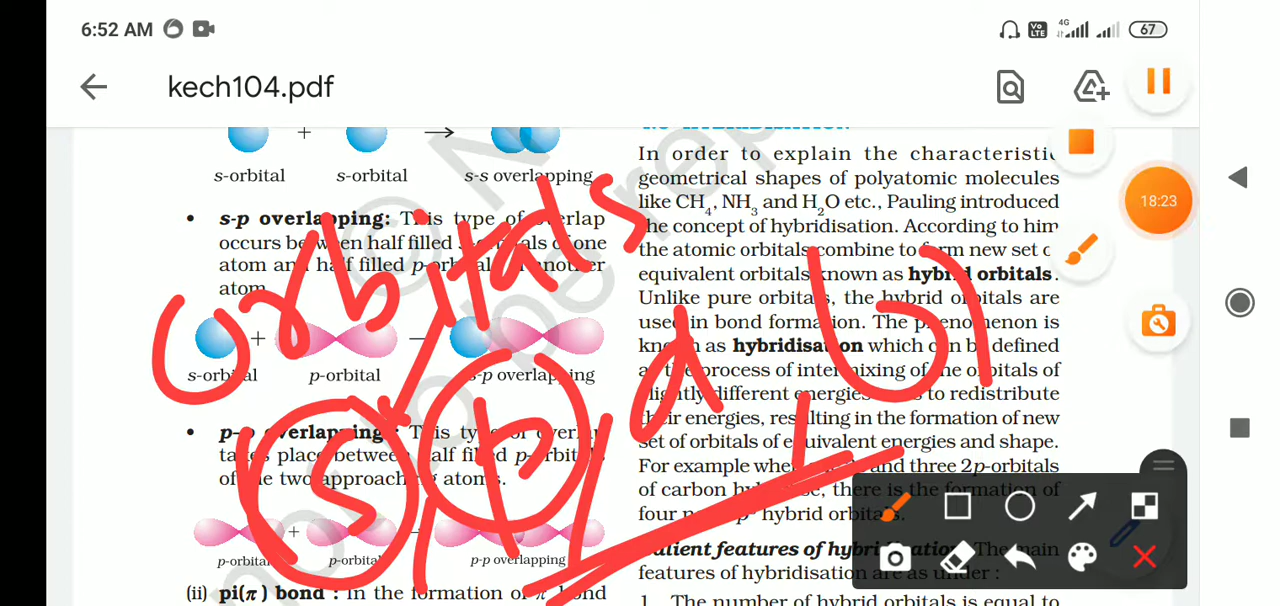 6:52 AM
4G
Vo LTE
67
kech104.pdf
18:23
s-orbital
+
s-orbital
s-s overlapping
• s-p overlapping: This type of overlap
occurs between half filled s-orbitals of one
atom and half filled p-orbitals of another
atom.
s-orbital
+
p-orbital
s-p overlapping
• p–p overlapping: This type of overlap
takes place between half filled p-orbitals
of the two approaching atoms.
p-orbital
+
p-orbital
p-p overlapping
(ii) pi(π) bond : In the formation of π bond
In order to explain the characteristic
geometrical shapes of polyatomic molecules
like CH4, NH3 and H2O etc., Pauling introduced
the concept of hybridisation. According to him
the atomic orbitals combine to form new set of
equivalent orbitals known as hybrid orbitals.
Unlike pure orbitals, the hybrid orbitals are
used in bond formation. The phenomenon is
known as hybridisation which can be defined
as the process of intermixing of the orbitals of
slightly different energies so as to redistribute
their energies, resulting in the formation of new
set of orbitals of equivalent energies and shape.
For example when and three 2p-orbitals
of carbon hybridise, there is the formation of
four new hybrid orbitals.
Salient features of hybridisation: The main
features of hybridisation are as under :
1. The number of hybrid orbitals is equal to
orbitals
s, p, d